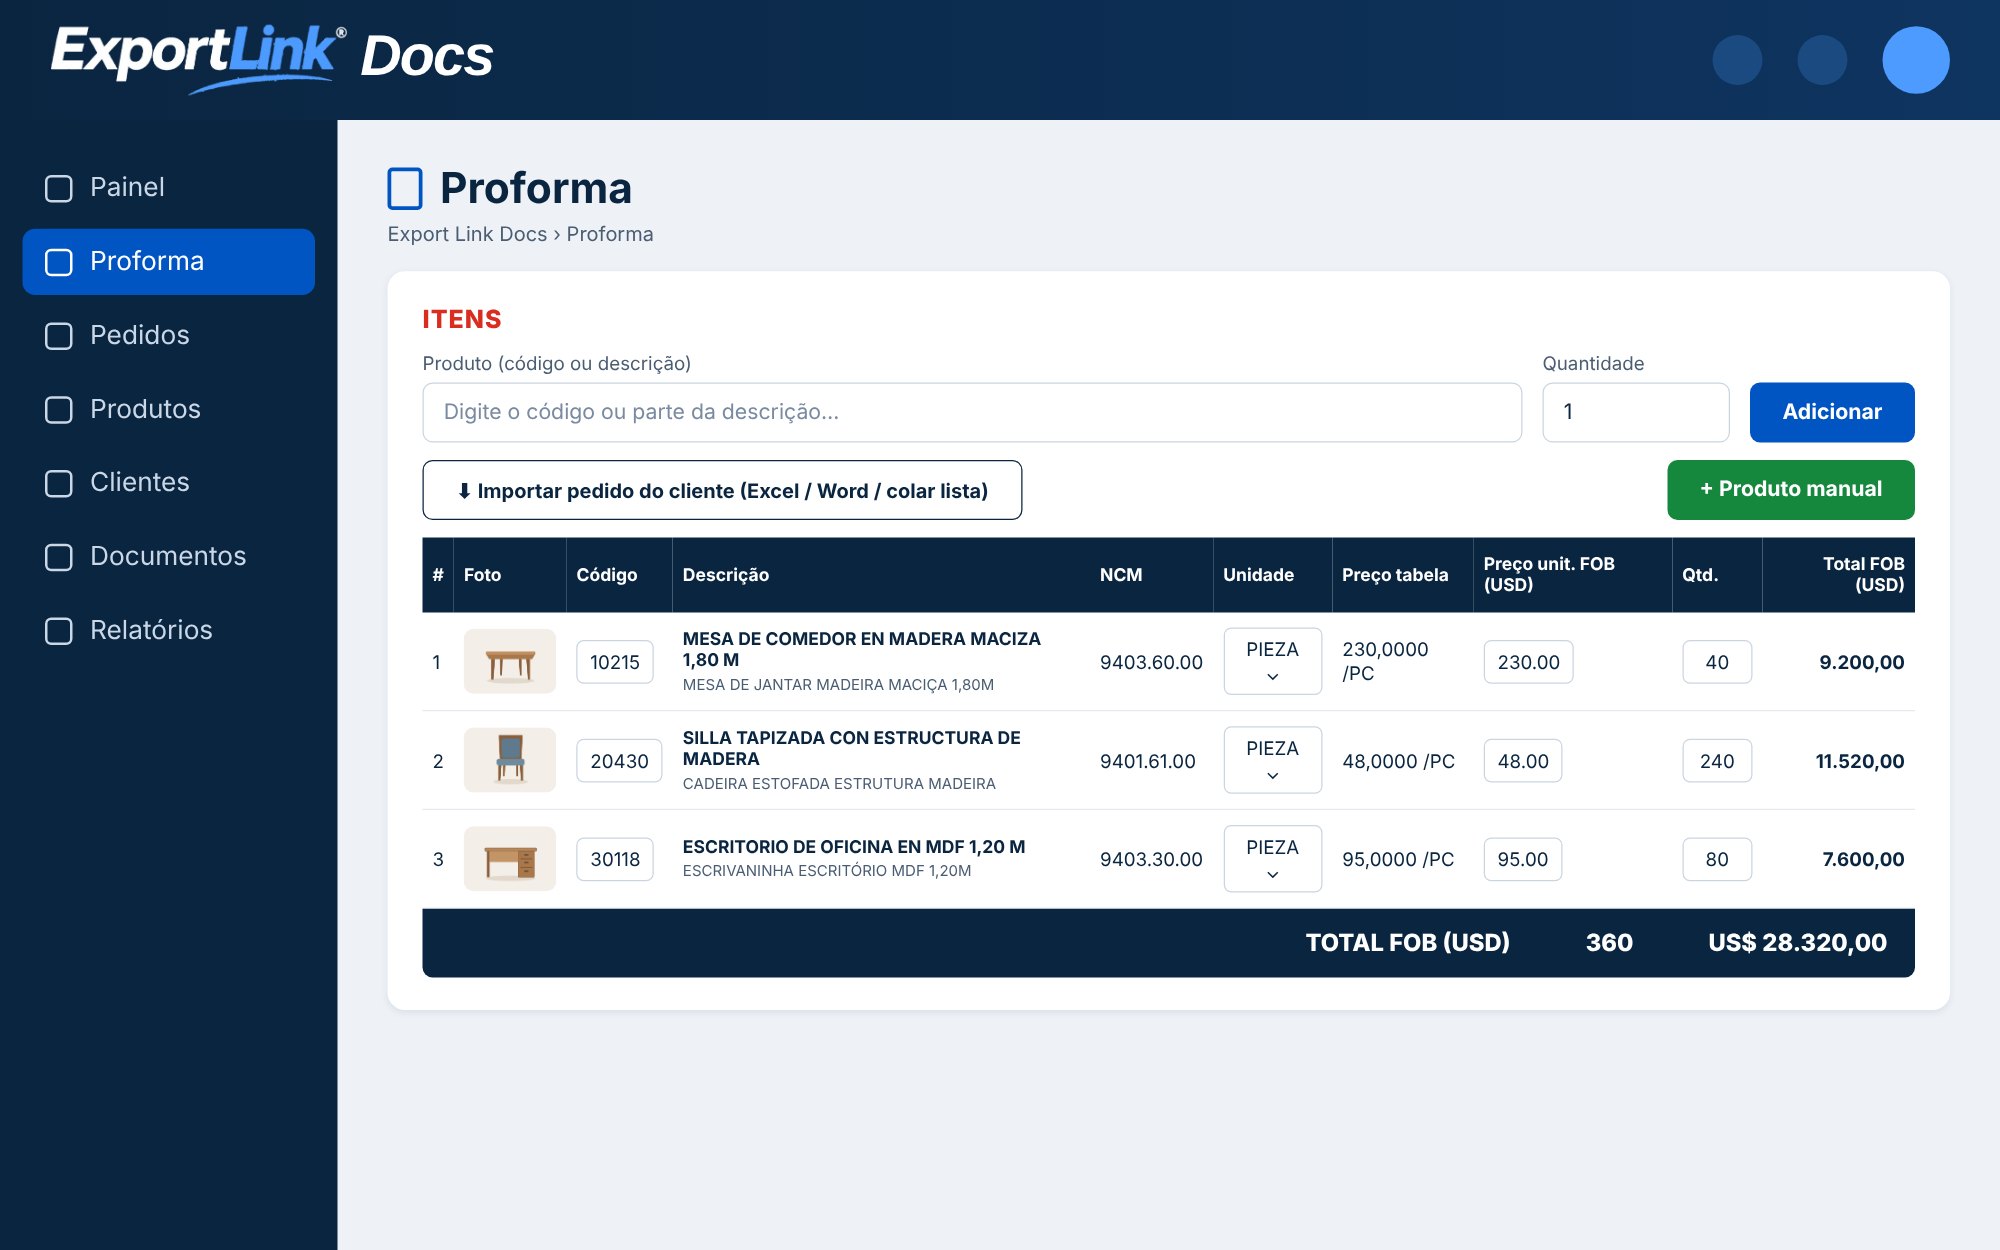 ExportLink® Docs
Painel
Proforma
Pedidos
Produtos
Clientes
Documentos
Relatórios
Proforma
Export Link Docs › Proforma
ITENS
Produto (código ou descrição)
Quantidade
Digite o código ou parte da descrição...
1
Adicionar
⬇ Importar pedido do cliente (Excel / Word / colar lista)
+ Produto manual
# Foto Código Descrição NCM Unidade Preço tabela Preço unit. FOB (USD) Qtd. Total FOB (USD)
1 10215 MESA DE COMEDOR EN MADERA MACIZA 1,80 M
MESA DE JANTAR MADEIRA MACIÇA 1,80M
9403.60.00 PIEZA 230,0000 /PC 230.00 40 9.200,00
2 20430 SILLA TAPIZADA CON ESTRUCTURA DE MADERA
CADEIRA ESTOFADA ESTRUTURA MADEIRA
9401.61.00 PIEZA 48,0000 /PC 48.00 240 11.520,00
3 30118 ESCRITORIO DE OFICINA EN MDF 1,20 M
ESCRIVANINHA ESCRITÓRIO MDF 1,20M
9403.30.00 PIEZA 95,0000 /PC 95.00 80 7.600,00
TOTAL FOB (USD) 360 US$ 28.320,00